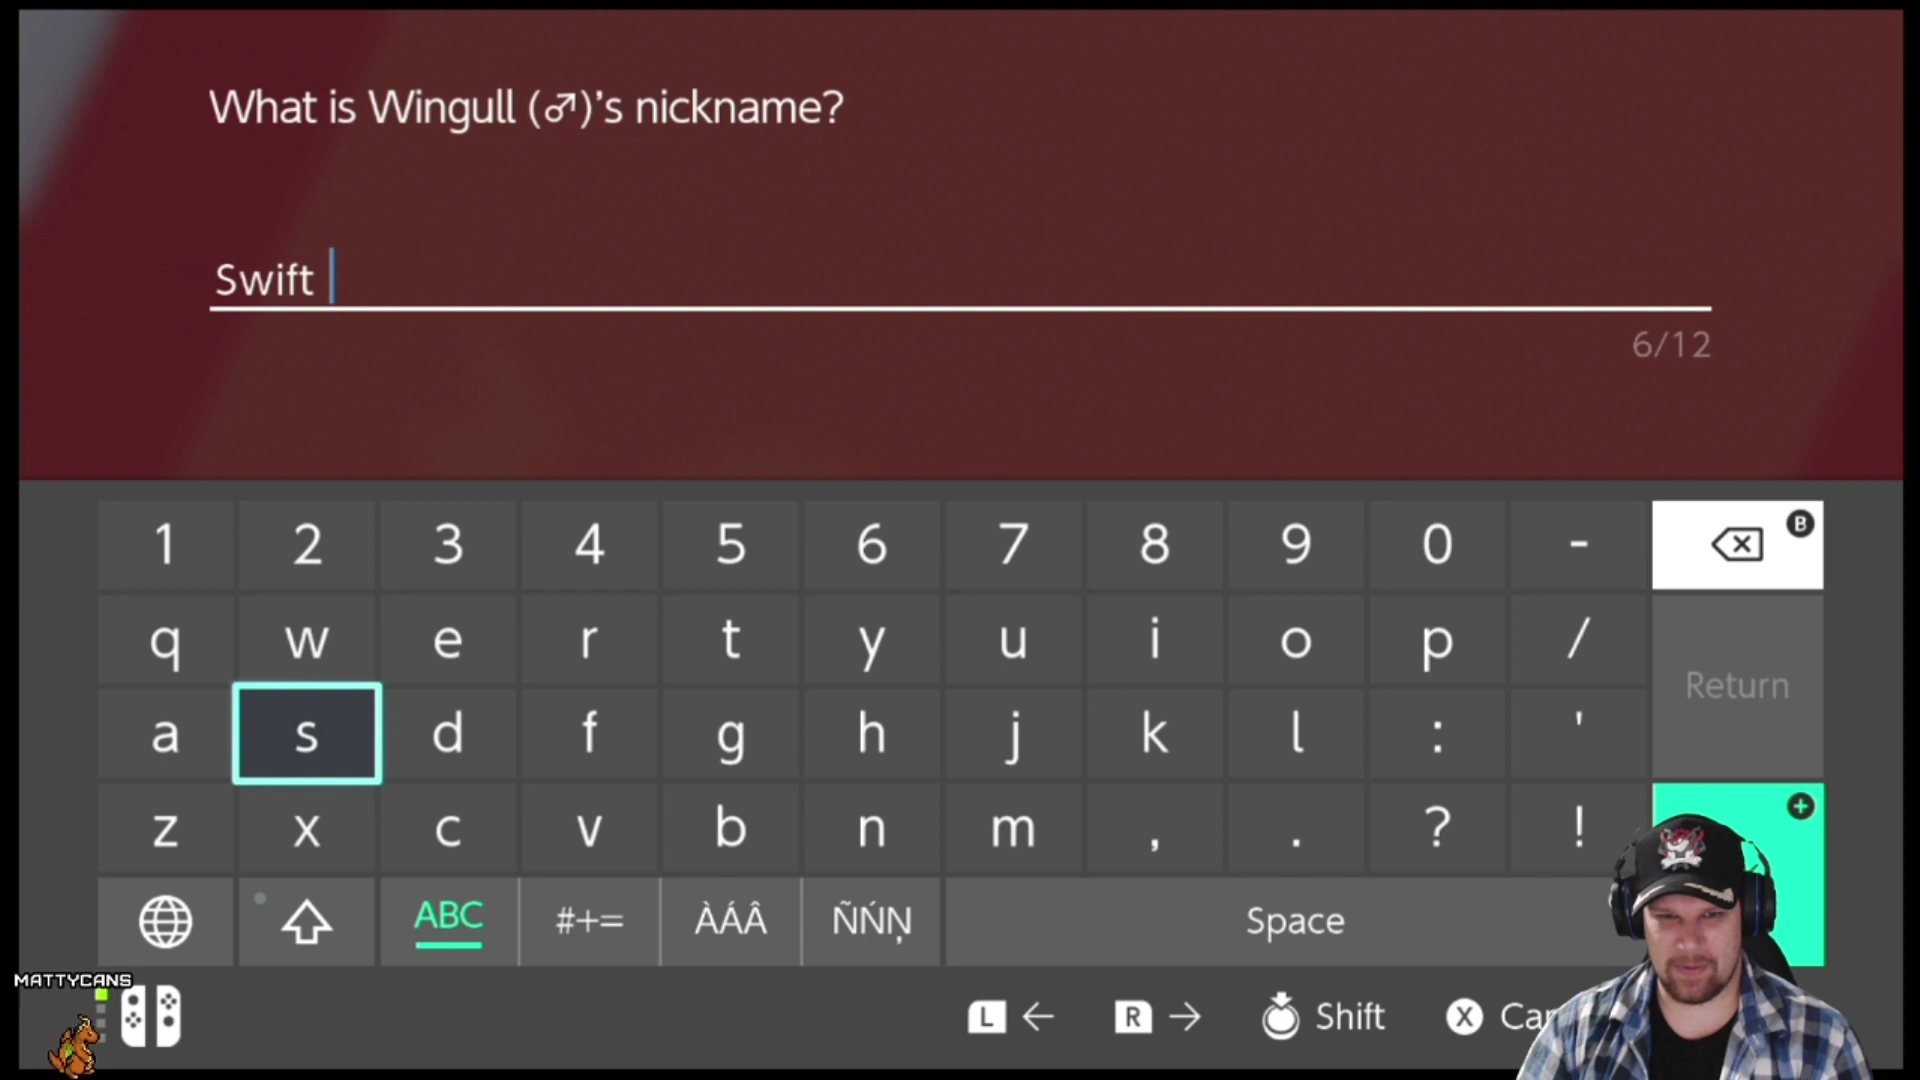 What is Wingull (♂)'s nickname?
Swift
6/12
1 2 3 4 5 6 7 8 9 0 - B
q w e r t y u i o p /
Return
a s d f g h j k l : '
z x c v b n m , . ? ! +
ABC #+= ÀÁÂ ÑŃŅ Space
MATTYCANS
L ← R → Shift X